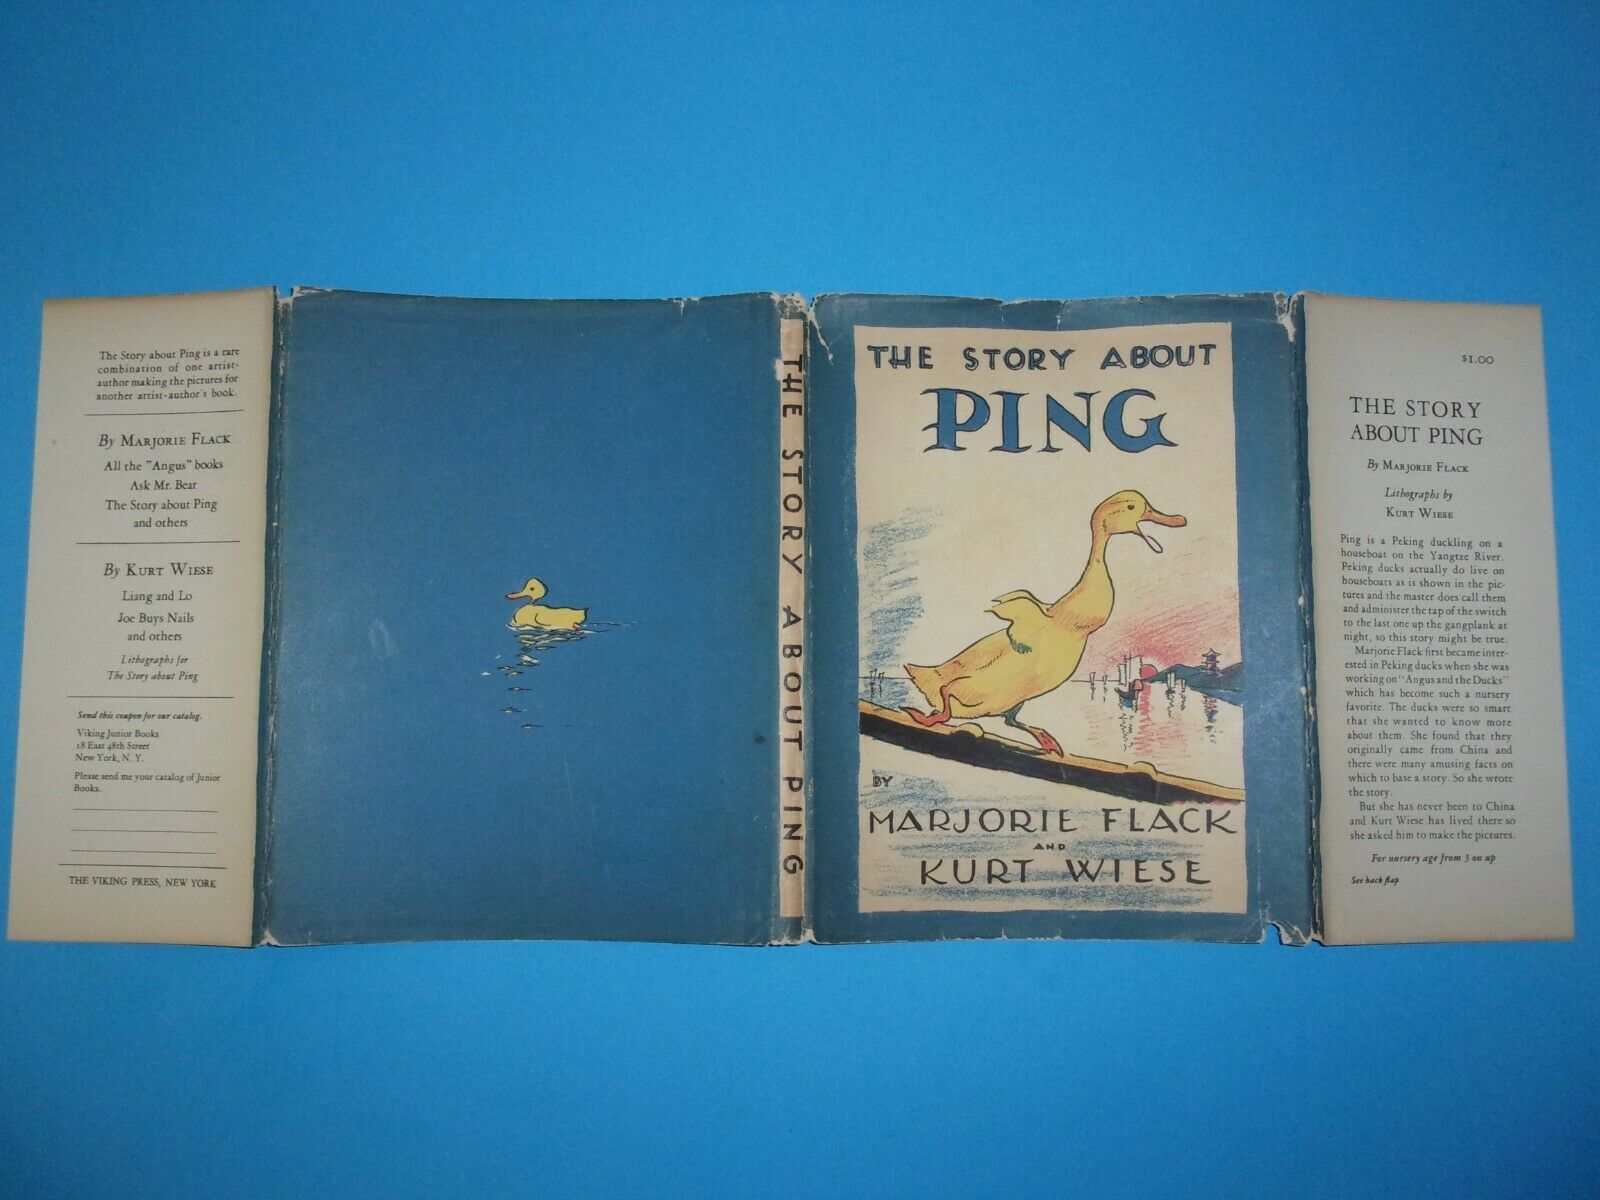 The Story about Ping is a rare
combination of one artist-
author making the pictures for
another artist-author's book.
By MARJORIE FLACK
All the "Angus" books
Ask Mr. Bear
The Story about Ping
and others
By KURT WIESE
Liang and Lo
Joe Buys Nails
and others
Lithographs for
The Story about Ping
Send this coupon for our catalog.
Viking Junior Books
18 East 48th Street
New York, N. Y.
Please send me your catalog of Junior
Books.
THE VIKING PRESS, NEW YORK
THE STORY ABOUT PING
THE STORY ABOUT
PING
BY
MARJORIE FLACK
AND
KURT WIESE
$1.00
THE STORY
ABOUT PING
By MARJORIE FLACK
Lithographs by
KURT WIESE
Ping is a Peking duckling on a
houseboat on the Yangtze River.
Peking ducks actually do live on
houseboats as is shown in the pic-
tures and the master does call them
and administer the tap of the switch
to the last one up the gangplank at
night, so this story might be true.
Marjorie Flack first became inter-
ested in Peking ducks when she was
working on "Angus and the Ducks"
which has become such a nursery
favorite. The ducks were so smart
that she wanted to know more
about them. She found that they
originally came from China and
there were many amusing facts on
which to base a story. So she wrote
the story.
But she has never been to China
and Kurt Wiese has lived there so
she asked him to make the pictures.
For nursery age from 3 on up
See back flap